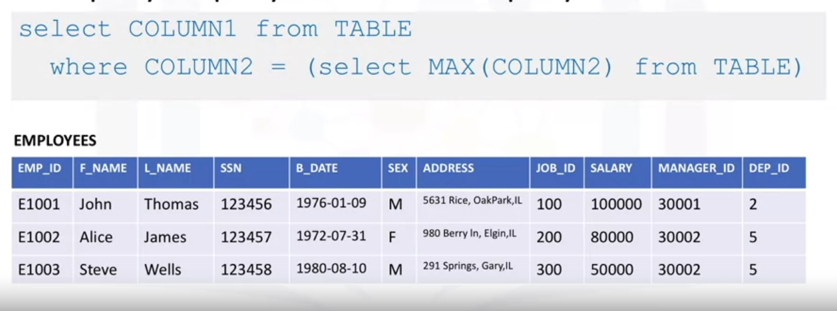 select COLUMN1 from TABLE
where COLUMN2 = (select MAX(COLUMN2) from TABLE)
EMPLOYEES
EMP_ID F_NAME L_NAME SSN B_DATE SEX ADDRESS JOB_ID SALARY MANAGER_ID DEP_ID
E1001 John Thomas 123456 1976-01-09 M 5631 Rice, OakPark,IL 100 100000 30001 2
E1002 Alice James 123457 1972-07-31 F 980 Berry ln, Elgin,IL 200 80000 30002 5
E1003 Steve Wells 123458 1980-08-10 M 291 Springs, Gary,IL 300 50000 30002 5